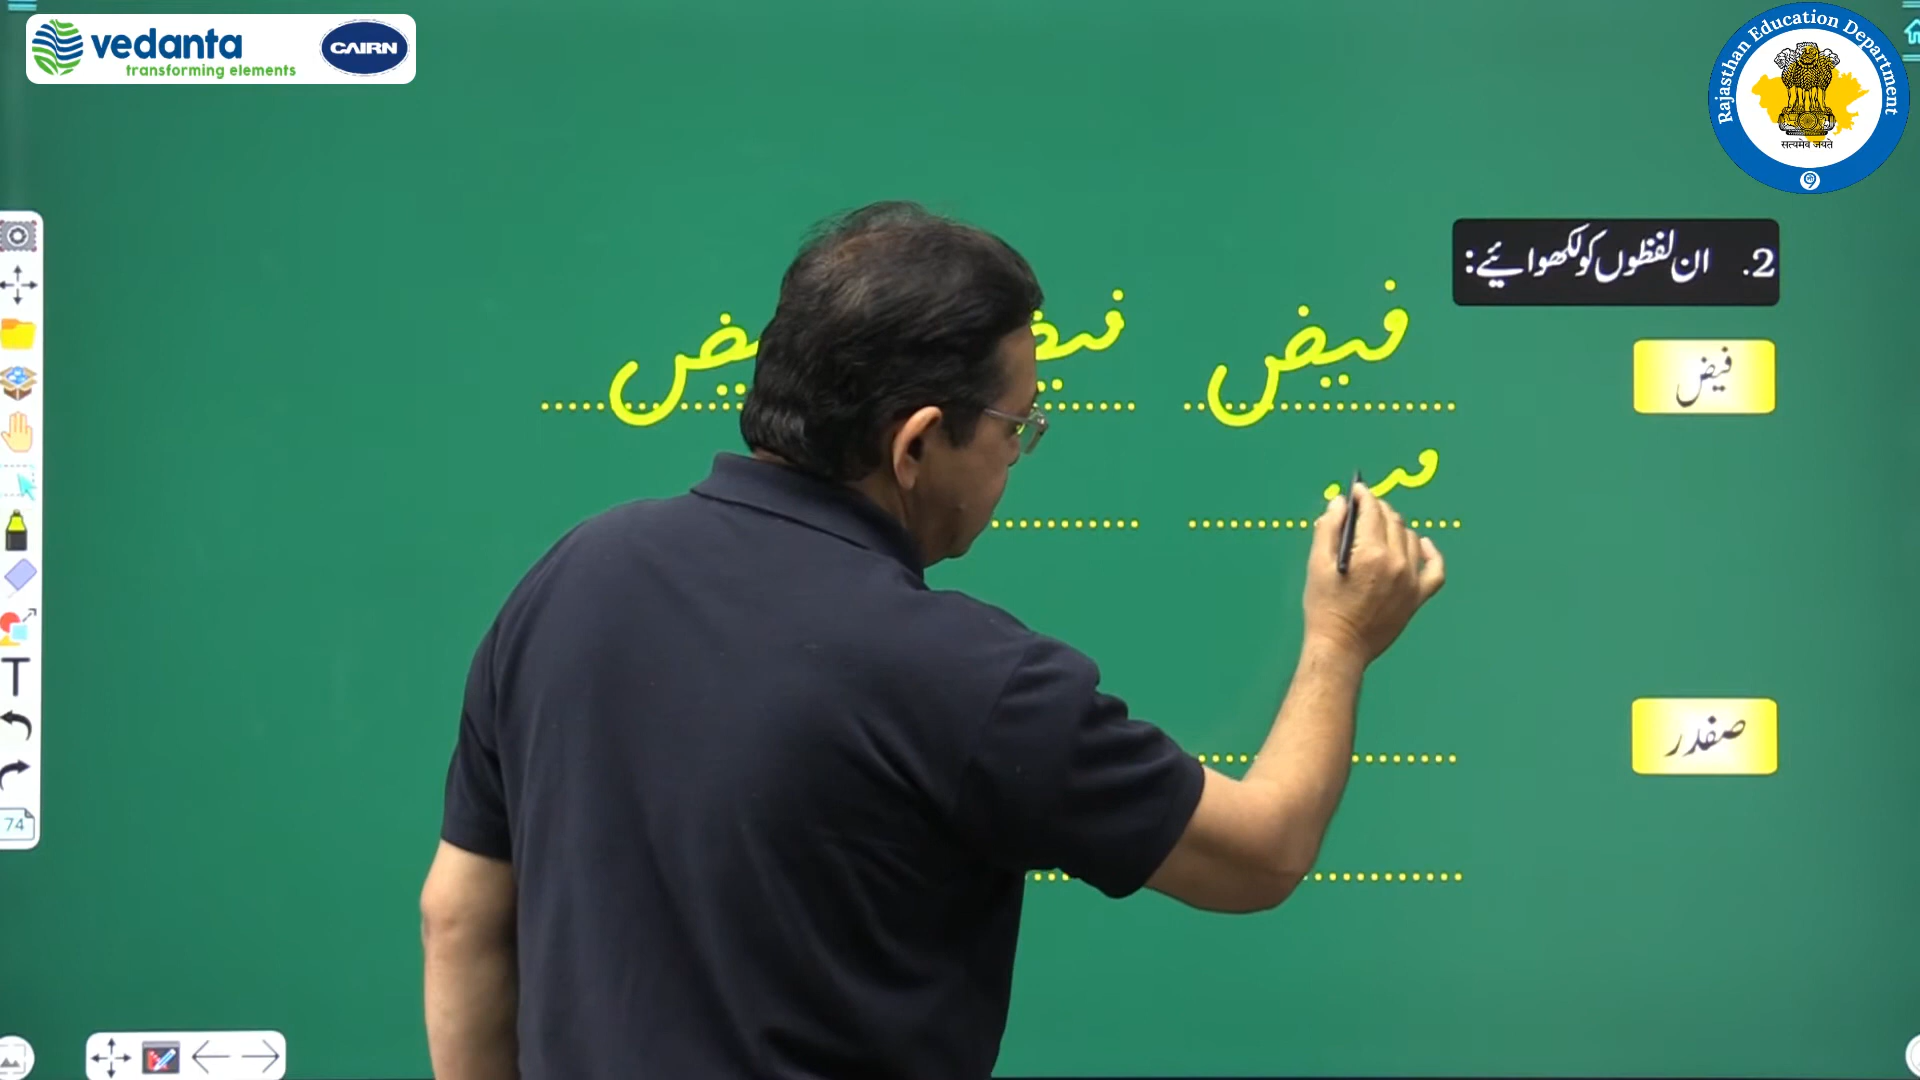 vedanta
transforming elements
CAIRN
Rajasthan Education Department
सत्यमेव जयते
2. ان لفظوں کو لکھوائیے:
فیض
فیض
صفدر
T
74